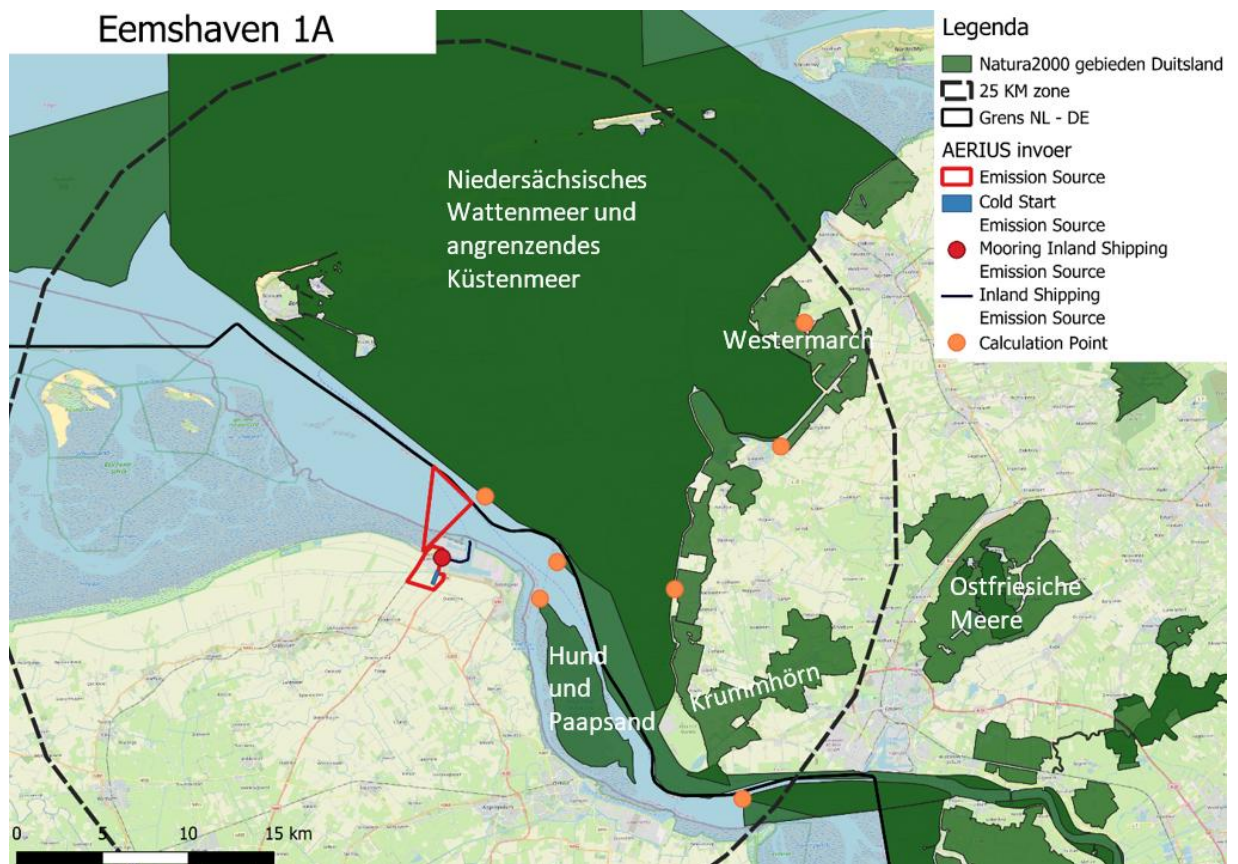 Eemshaven 1A
Legenda
Natura2000 gebieden Duitsland
25 KM zone
Grens NL - DE
AERIUS invoer
Emission Source
Cold Start
Emission Source
Mooring Inland Shipping
Emission Source
Inland Shipping
Emission Source
Calculation Point
Niedersächsisches
Wattenmeer und
angrenzendes
Küstenmeer
Westermarch
Ostfriesiche
Meere
Hund
und
Paapsand
Krummhörn
0 5 10 15 km